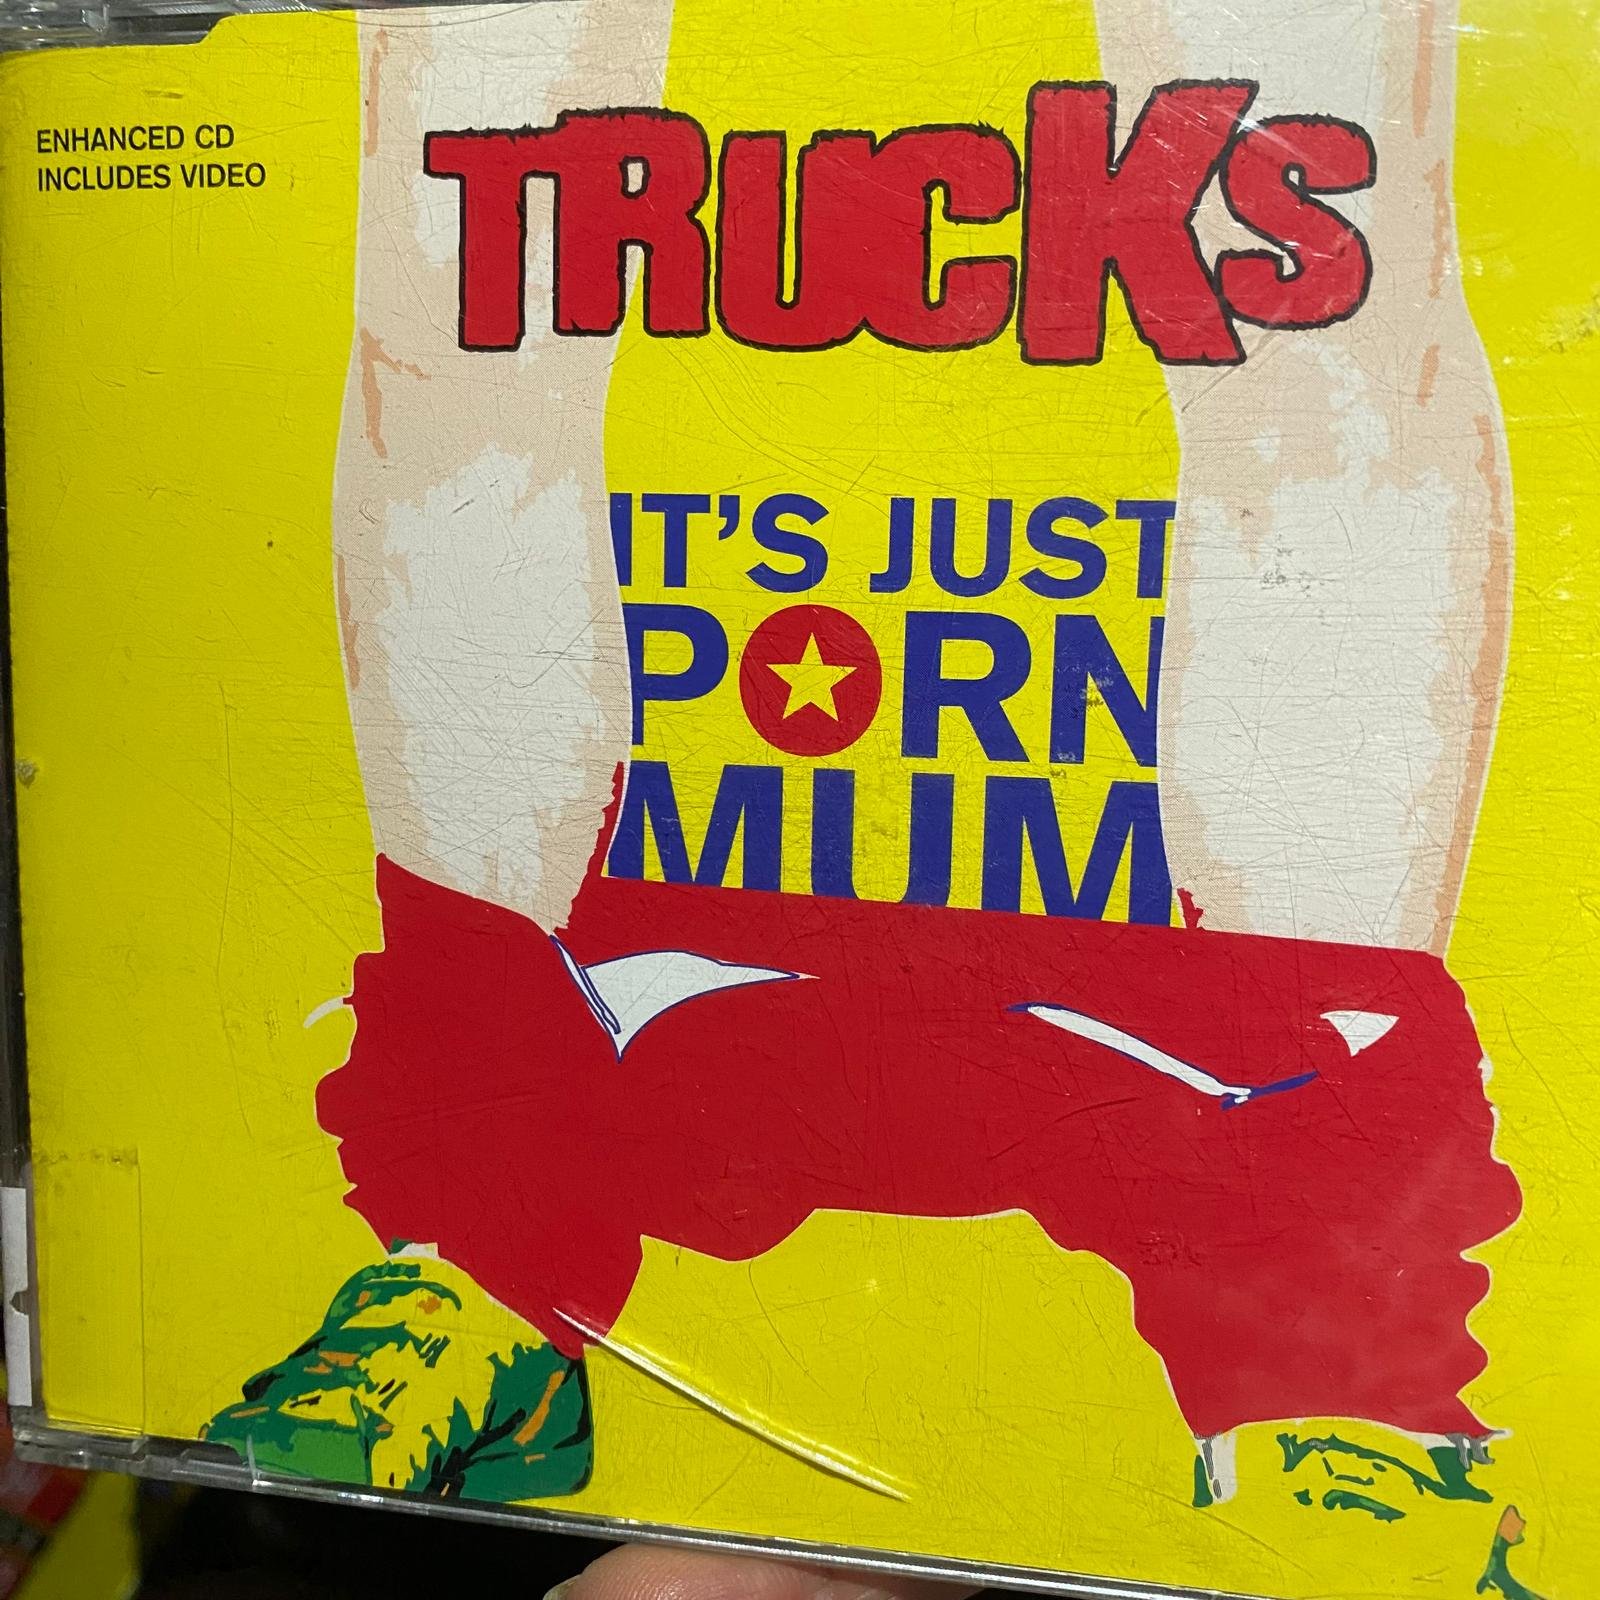 ENHANCED CD
INCLUDES VIDEO
TRUCKS
IT'S JUST
PORN
MUM